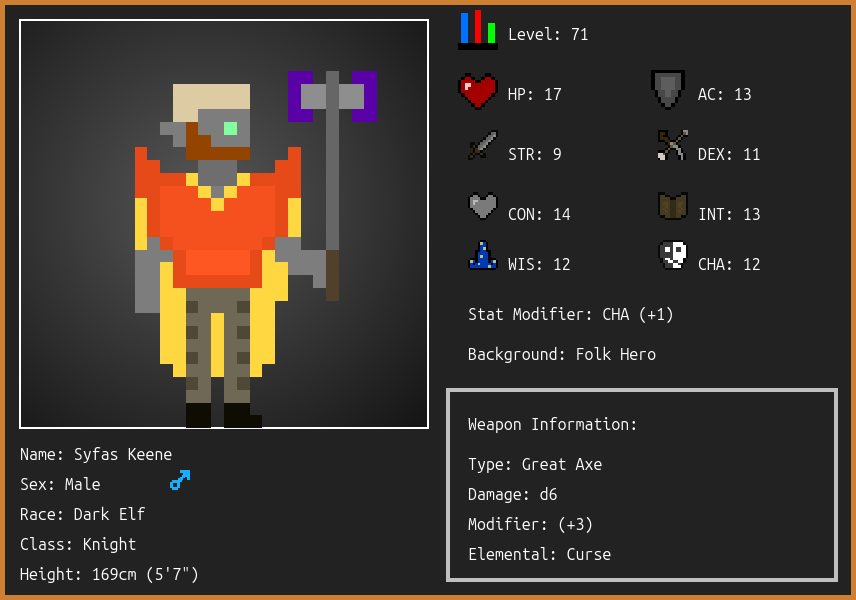 Level: 71
HP: 17
AC: 13
STR: 9
DEX: 11
CON: 14
INT: 13
WIS: 12
CHA: 12
Stat Modifier: CHA (+1)
Background: Folk Hero
Weapon Information:
Type: Great Axe
Damage: d6
Modifier: (+3)
Elemental: Curse
Name: Syfas Keene
Sex: Male
Race: Dark Elf
Class: Knight
Height: 169cm (5'7")